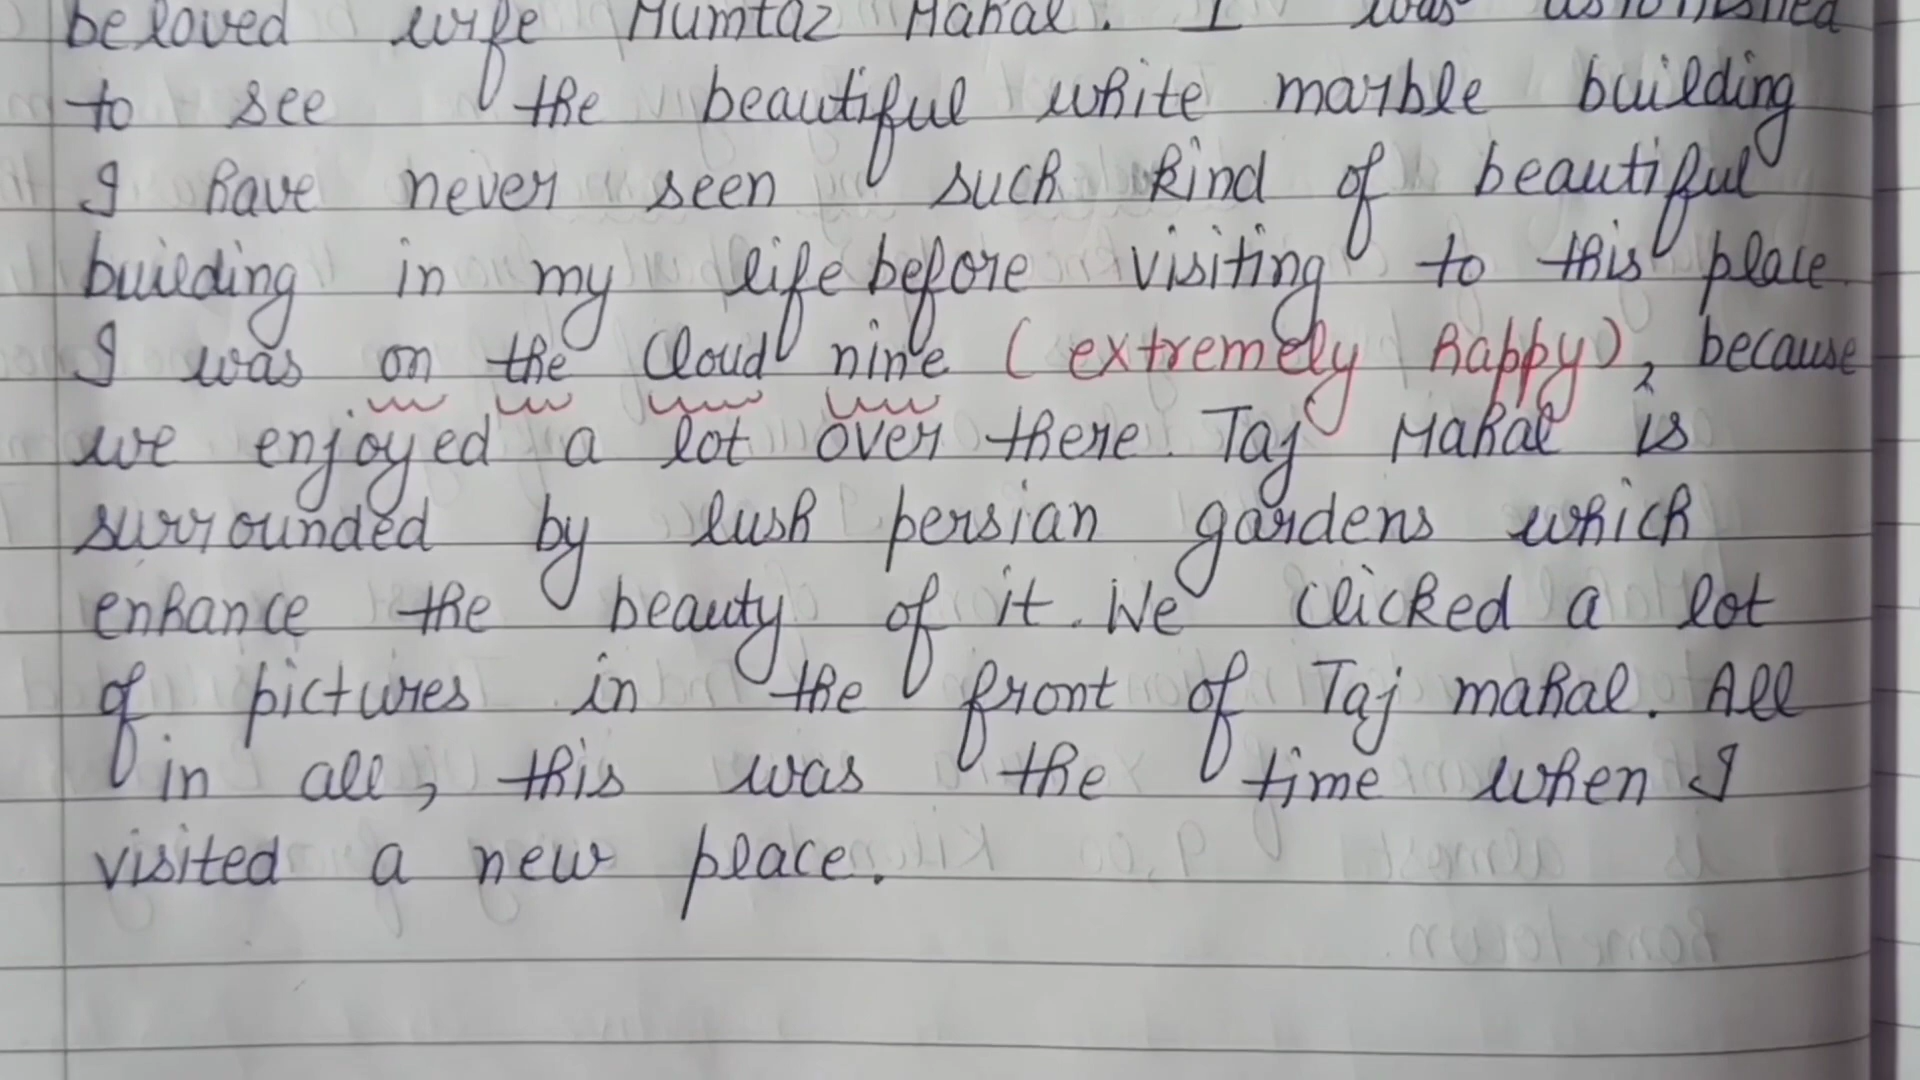 beloved wife Mumtaz Mahal. I was astonished
to see the beautiful white marble building
I have never seen such kind of beautiful
building in my life before visiting to this place.
I was on the Cloud nine (extremely happy), because
we enjoyed a lot over there. Taj Mahal is
surrounded by lush persian gardens which
enhance the beauty of it. We clicked a lot
of pictures in the front of Taj mahal. All
in all, this was the time when I
visited a new place.